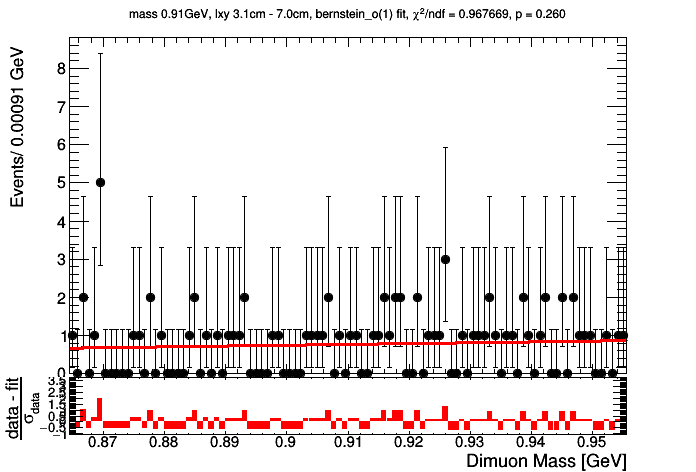 mass 0.91GeV, lxy 3.1cm - 7.0cm, bernstein_o(1) fit, χ²/ndf = 0.967669, p = 0.260
Events/ 0.00091 GeV
8
7
6
5
4
3
2
1
0
data - fit
σdata
0.87 0.88 0.89 0.9 0.91 0.92 0.93 0.94 0.95
Dimuon Mass [GeV]